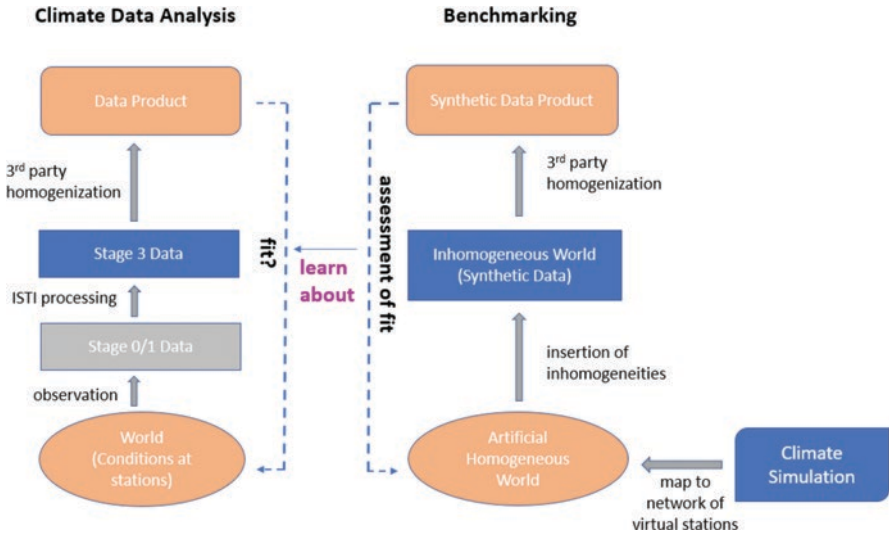 Climate Data Analysis
Data Product
3rd party
homogenization
Stage 3 Data
ISTI processing
Stage 0/1 Data
observation
World
(Conditions at
stations)
fit?
learn
about
Benchmarking
Synthetic Data Product
3rd party
homogenization
assessment of fit
Inhomogeneous World
(Synthetic Data)
insertion of
inhomogeneities
Artificial
Homogeneous
World
map to
network of
virtual stations
Climate
Simulation